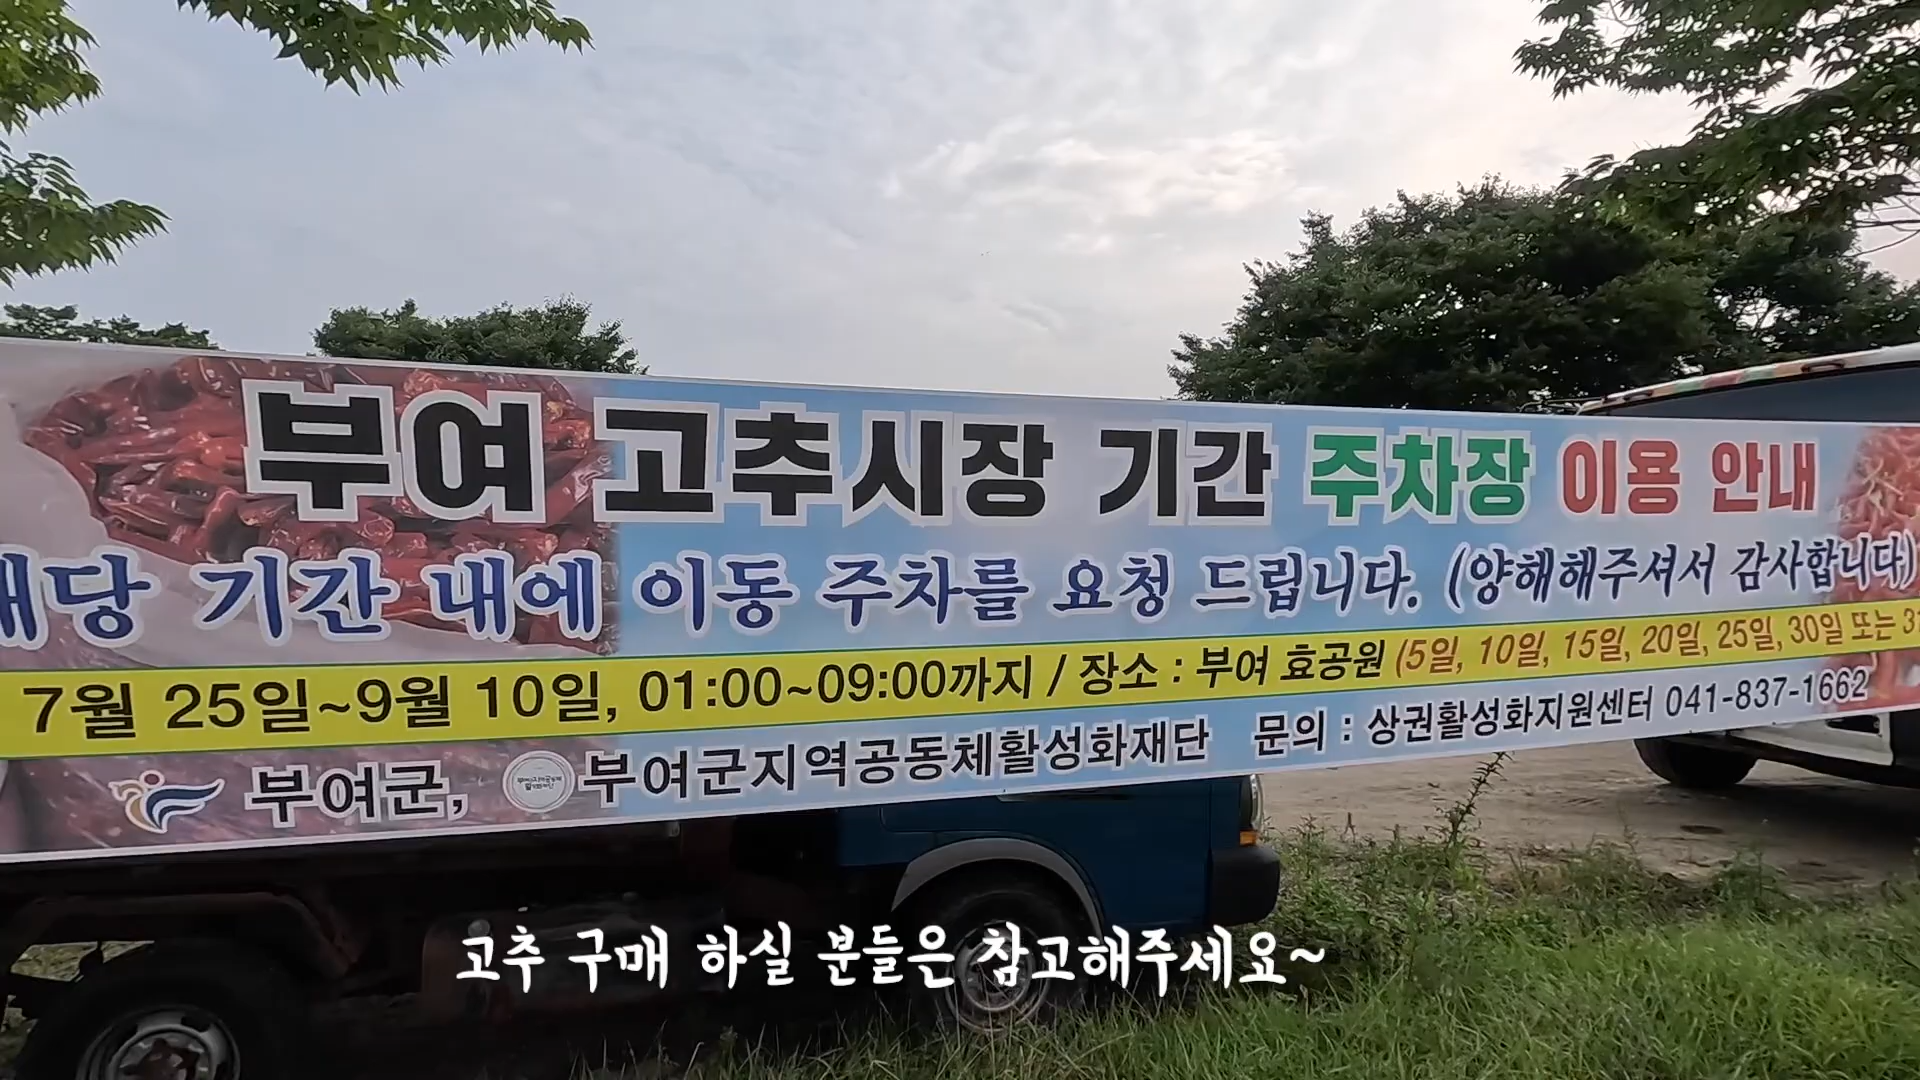 부여 고추시장 기간 주차장 이용 안내
해당 기간 내에 이동 주차를 요청 드립니다. (양해해주셔서 감사합니다)
7월 25일~9월 10일, 01:00~09:00까지 / 장소 : 부여 효공원 (5일, 10일, 15일, 20일, 25일, 30일 또는
부여군, 부여군지역공동체활성화재단 문의 : 상권활성화지원센터 041-837-1662
고추 구매 하실 분들은 참고해주세요~